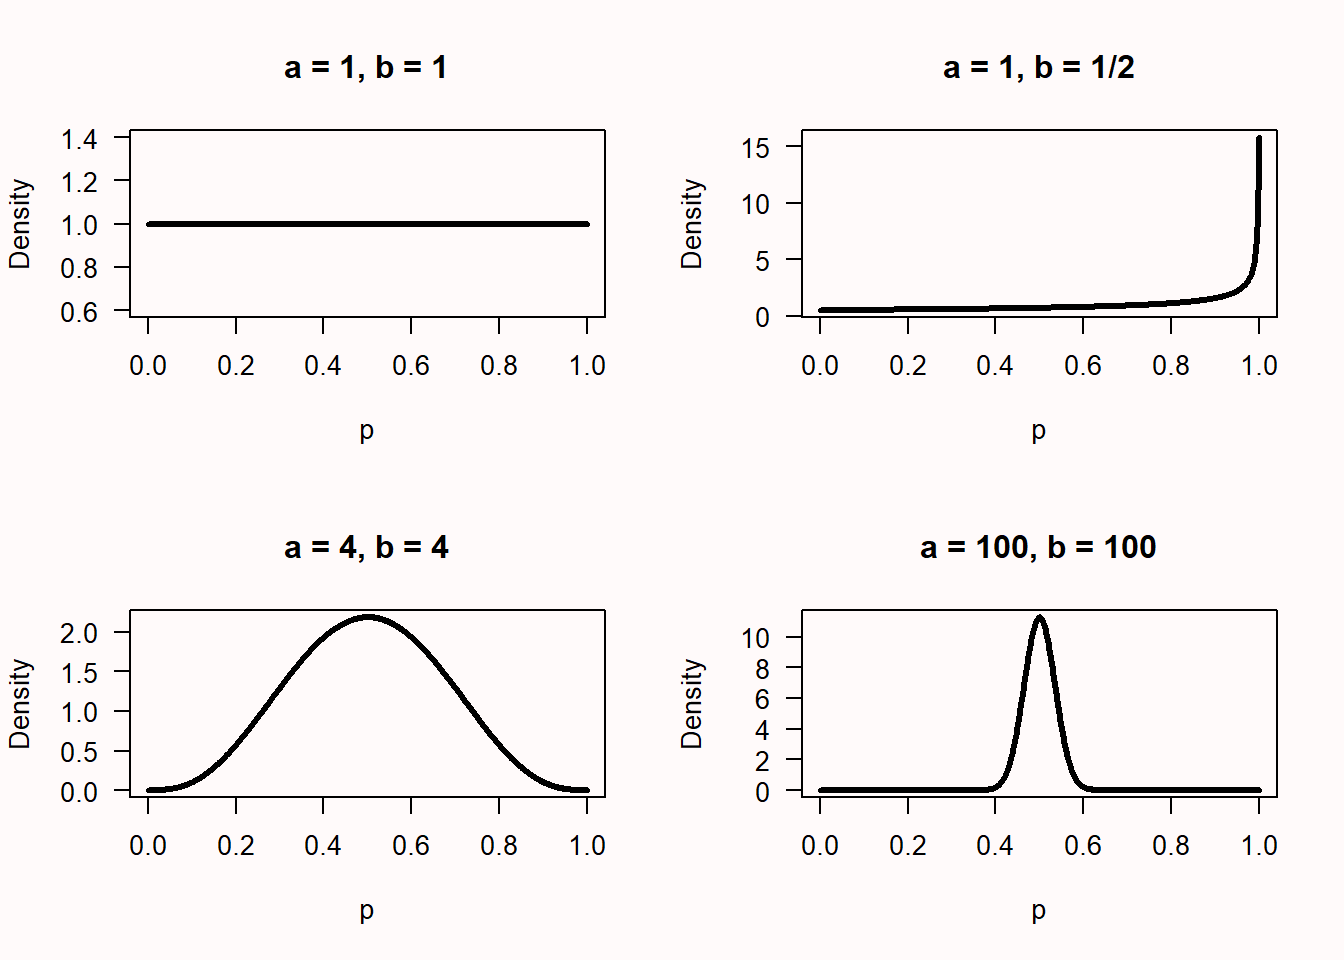 a = 1, b = 1
1.4
1.2
1.0
0.8
0.6
Density
0.0 0.2 0.4 0.6 0.8 1.0
p
a = 1, b = 1/2
15
10
5
0
Density
0.0 0.2 0.4 0.6 0.8 1.0
p
a = 4, b = 4
2.0
1.5
1.0
0.5
0.0
Density
0.0 0.2 0.4 0.6 0.8 1.0
p
a = 100, b = 100
10
8
6
4
2
0
Density
0.0 0.2 0.4 0.6 0.8 1.0
p